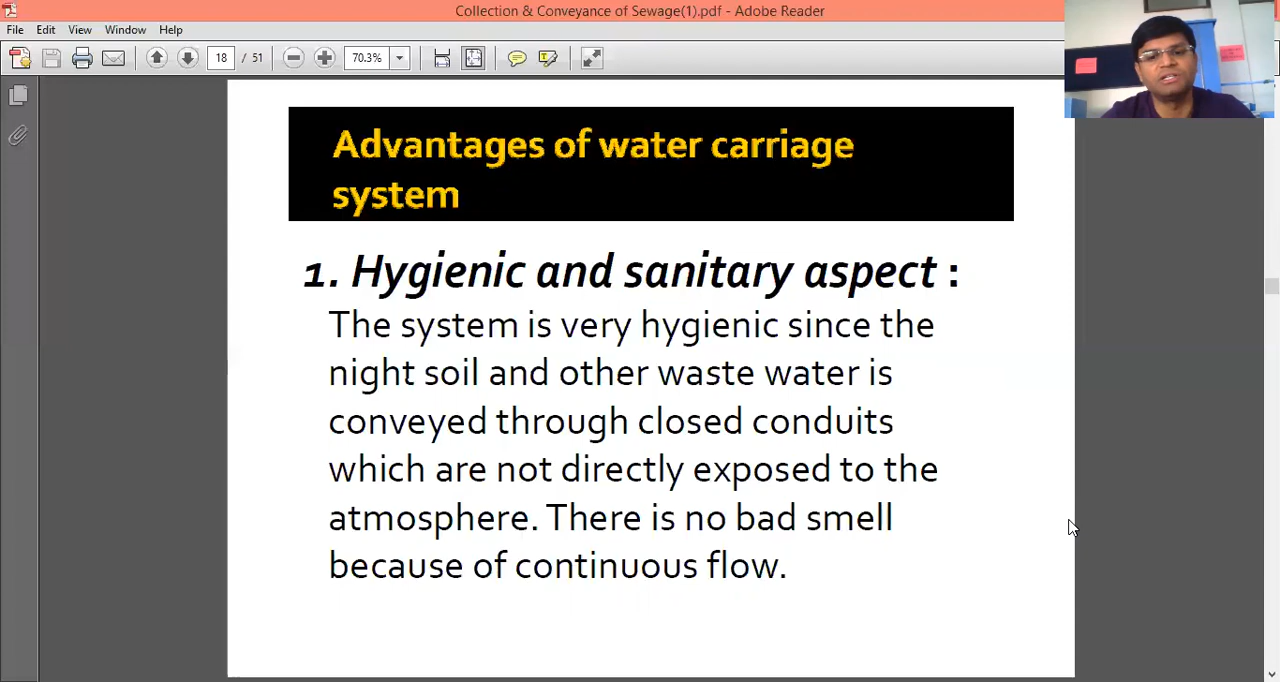 Collection & Conveyance of Sewage(1).pdf - Adobe Reader
File Edit View Window Help
18 / 51 70.3%
Advantages of water carriage
system
1. Hygienic and sanitary aspect :
The system is very hygienic since the
night soil and other waste water is
conveyed through closed conduits
which are not directly exposed to the
atmosphere. There is no bad smell
because of continuous flow.